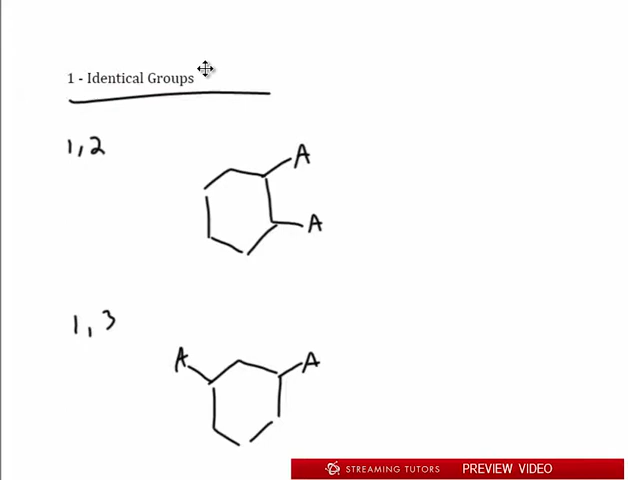 1 - Identical Groups
1,2
A
A
1,3
A
A
STREAMING TUTORS PREVIEW VIDEO